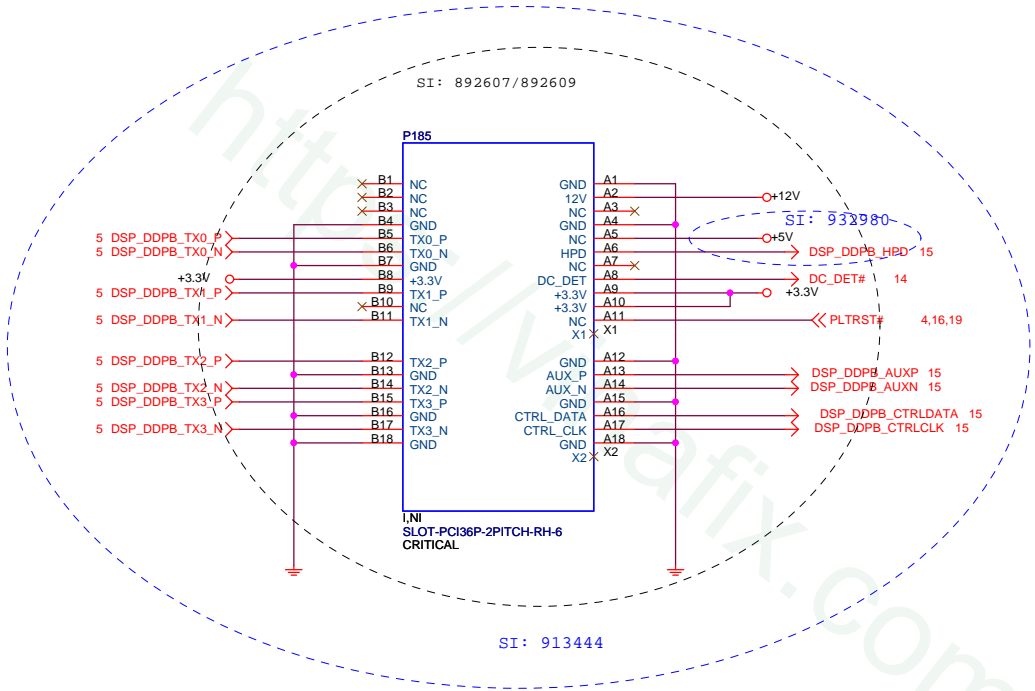 SI: 892607/892609
P185
B1 NC GND A1
B2 NC 12V A2 +12V
B3 NC NC A3
B4 GND GND A4 SI: 932980
5 DSP_DDPB_TX0_P B5 TX0_P NC A5 +5V
5 DSP_DDPB_TX0_N B6 TX0_N HPD A6 DSP_DDPB_HPD 15
B7 GND NC A7
+3.3V B8 +3.3V DC_DET A8 DC_DET# 14
5 DSP_DDPB_TX1_P B9 TX1_P +3.3V A9 +3.3V
B10 NC +3.3V A10
5 DSP_DDPB_TX1_N B11 TX1_N NC A11 PLTRST# 4,16,19
X1 X1
5 DSP_DDPB_TX2_P B12 TX2_P GND A12
B13 GND AUX_P A13 DSP_DDPB_AUXP 15
5 DSP_DDPB_TX2_N B14 TX2_N AUX_N A14 DSP_DDPB_AUXN 15
5 DSP_DDPB_TX3_P B15 TX3_P GND A15
B16 GND CTRL_DATA A16 DSP_DDPB_CTRLDATA 15
5 DSP_DDPB_TX3_N B17 TX3_N CTRL_CLK A17 DSP_DDPB_CTRLCLK 15
B18 GND GND A18
X2 X2
I,NI
SLOT-PCI36P-2PITCH-RH-6
CRITICAL
SI: 913444